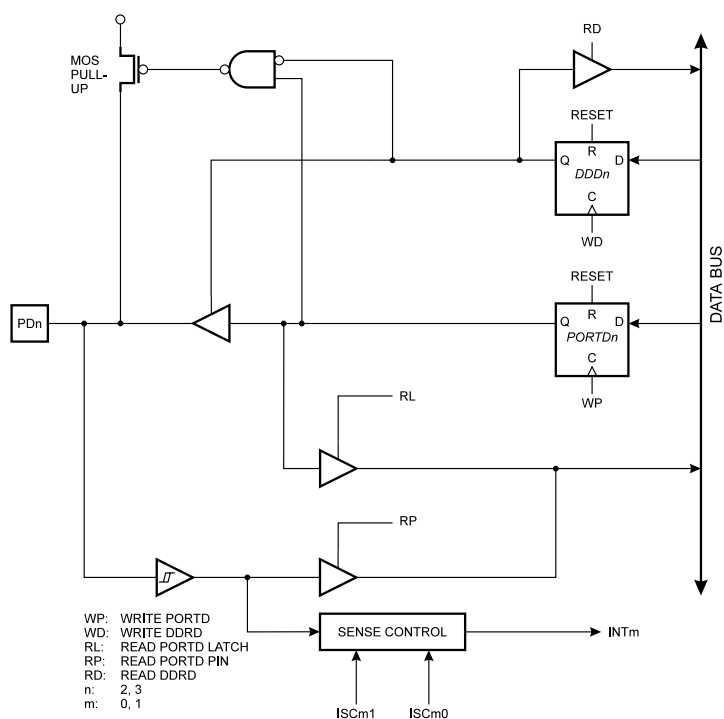 RD
MOS
PULL-
UP
RESET
R
Q D
DDDn
C
WD
RESET
PDn
R
Q D
PORTDn
C
WP
DATA BUS
RL
RP
WP: WRITE PORTD
WD: WRITE DDRD
RL: READ PORTD LATCH
RP: READ PORTD PIN
RD: READ DDRD
n: 2, 3
m: 0, 1
SENSE CONTROL
INTm
ISCm1 ISCm0